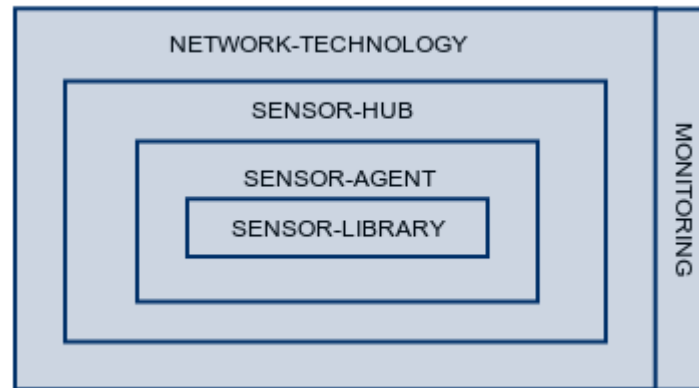 NETWORK-TECHNOLOGY
SENSOR-HUB
SENSOR-AGENT
SENSOR-LIBRARY
MONITORING